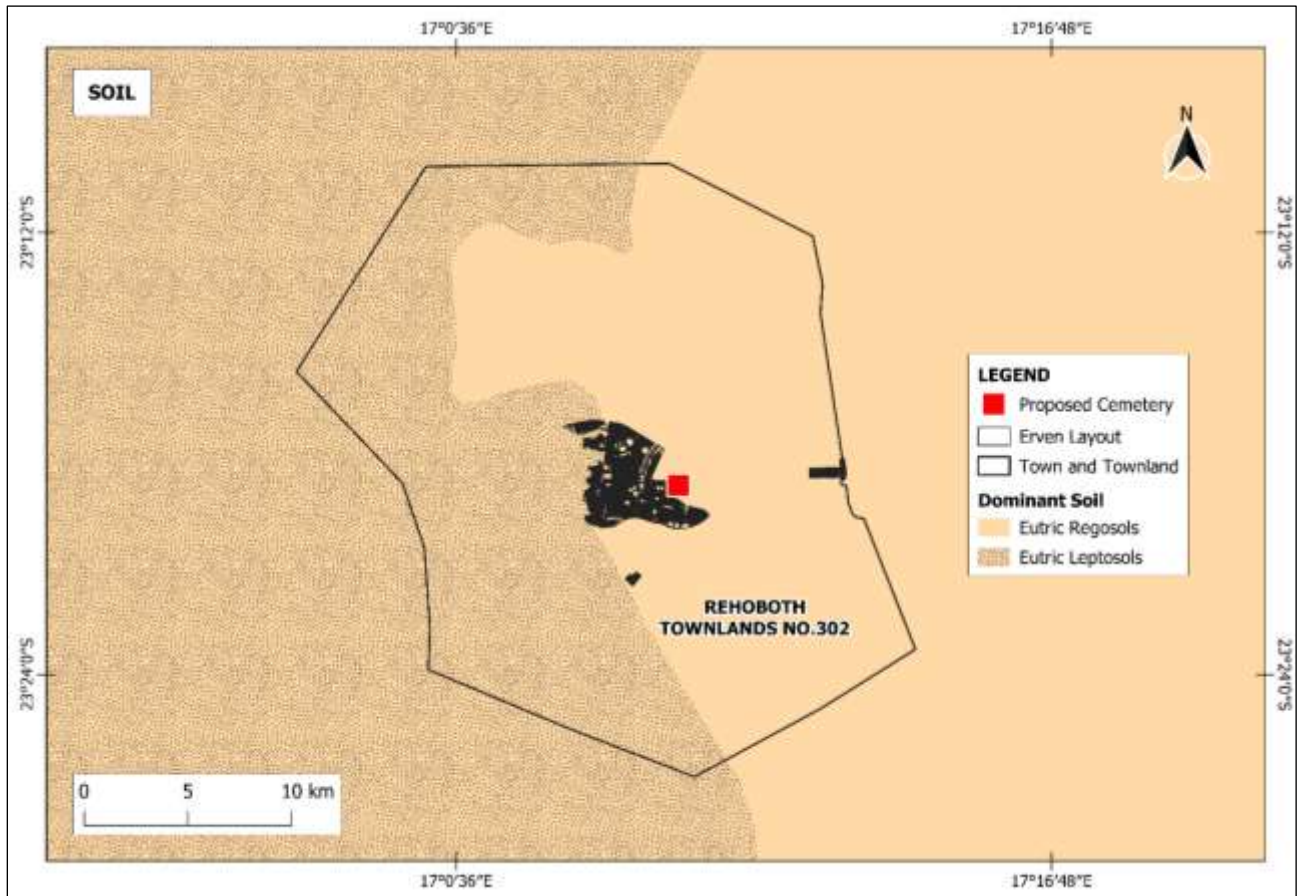 17°0'36"E 17°16'48"E
SOIL
N
23°12'0"S 23°12'0"S
LEGEND
Proposed Cemetery
Erven Layout
Town and Townland
Dominant Soil
Eutric Regosols
Eutric Leptosols
REHOBOTH
TOWNLANDS NO.302
23°24'0"S 23°24'0"S
0 5 10 km
17°0'36"E 17°16'48"E